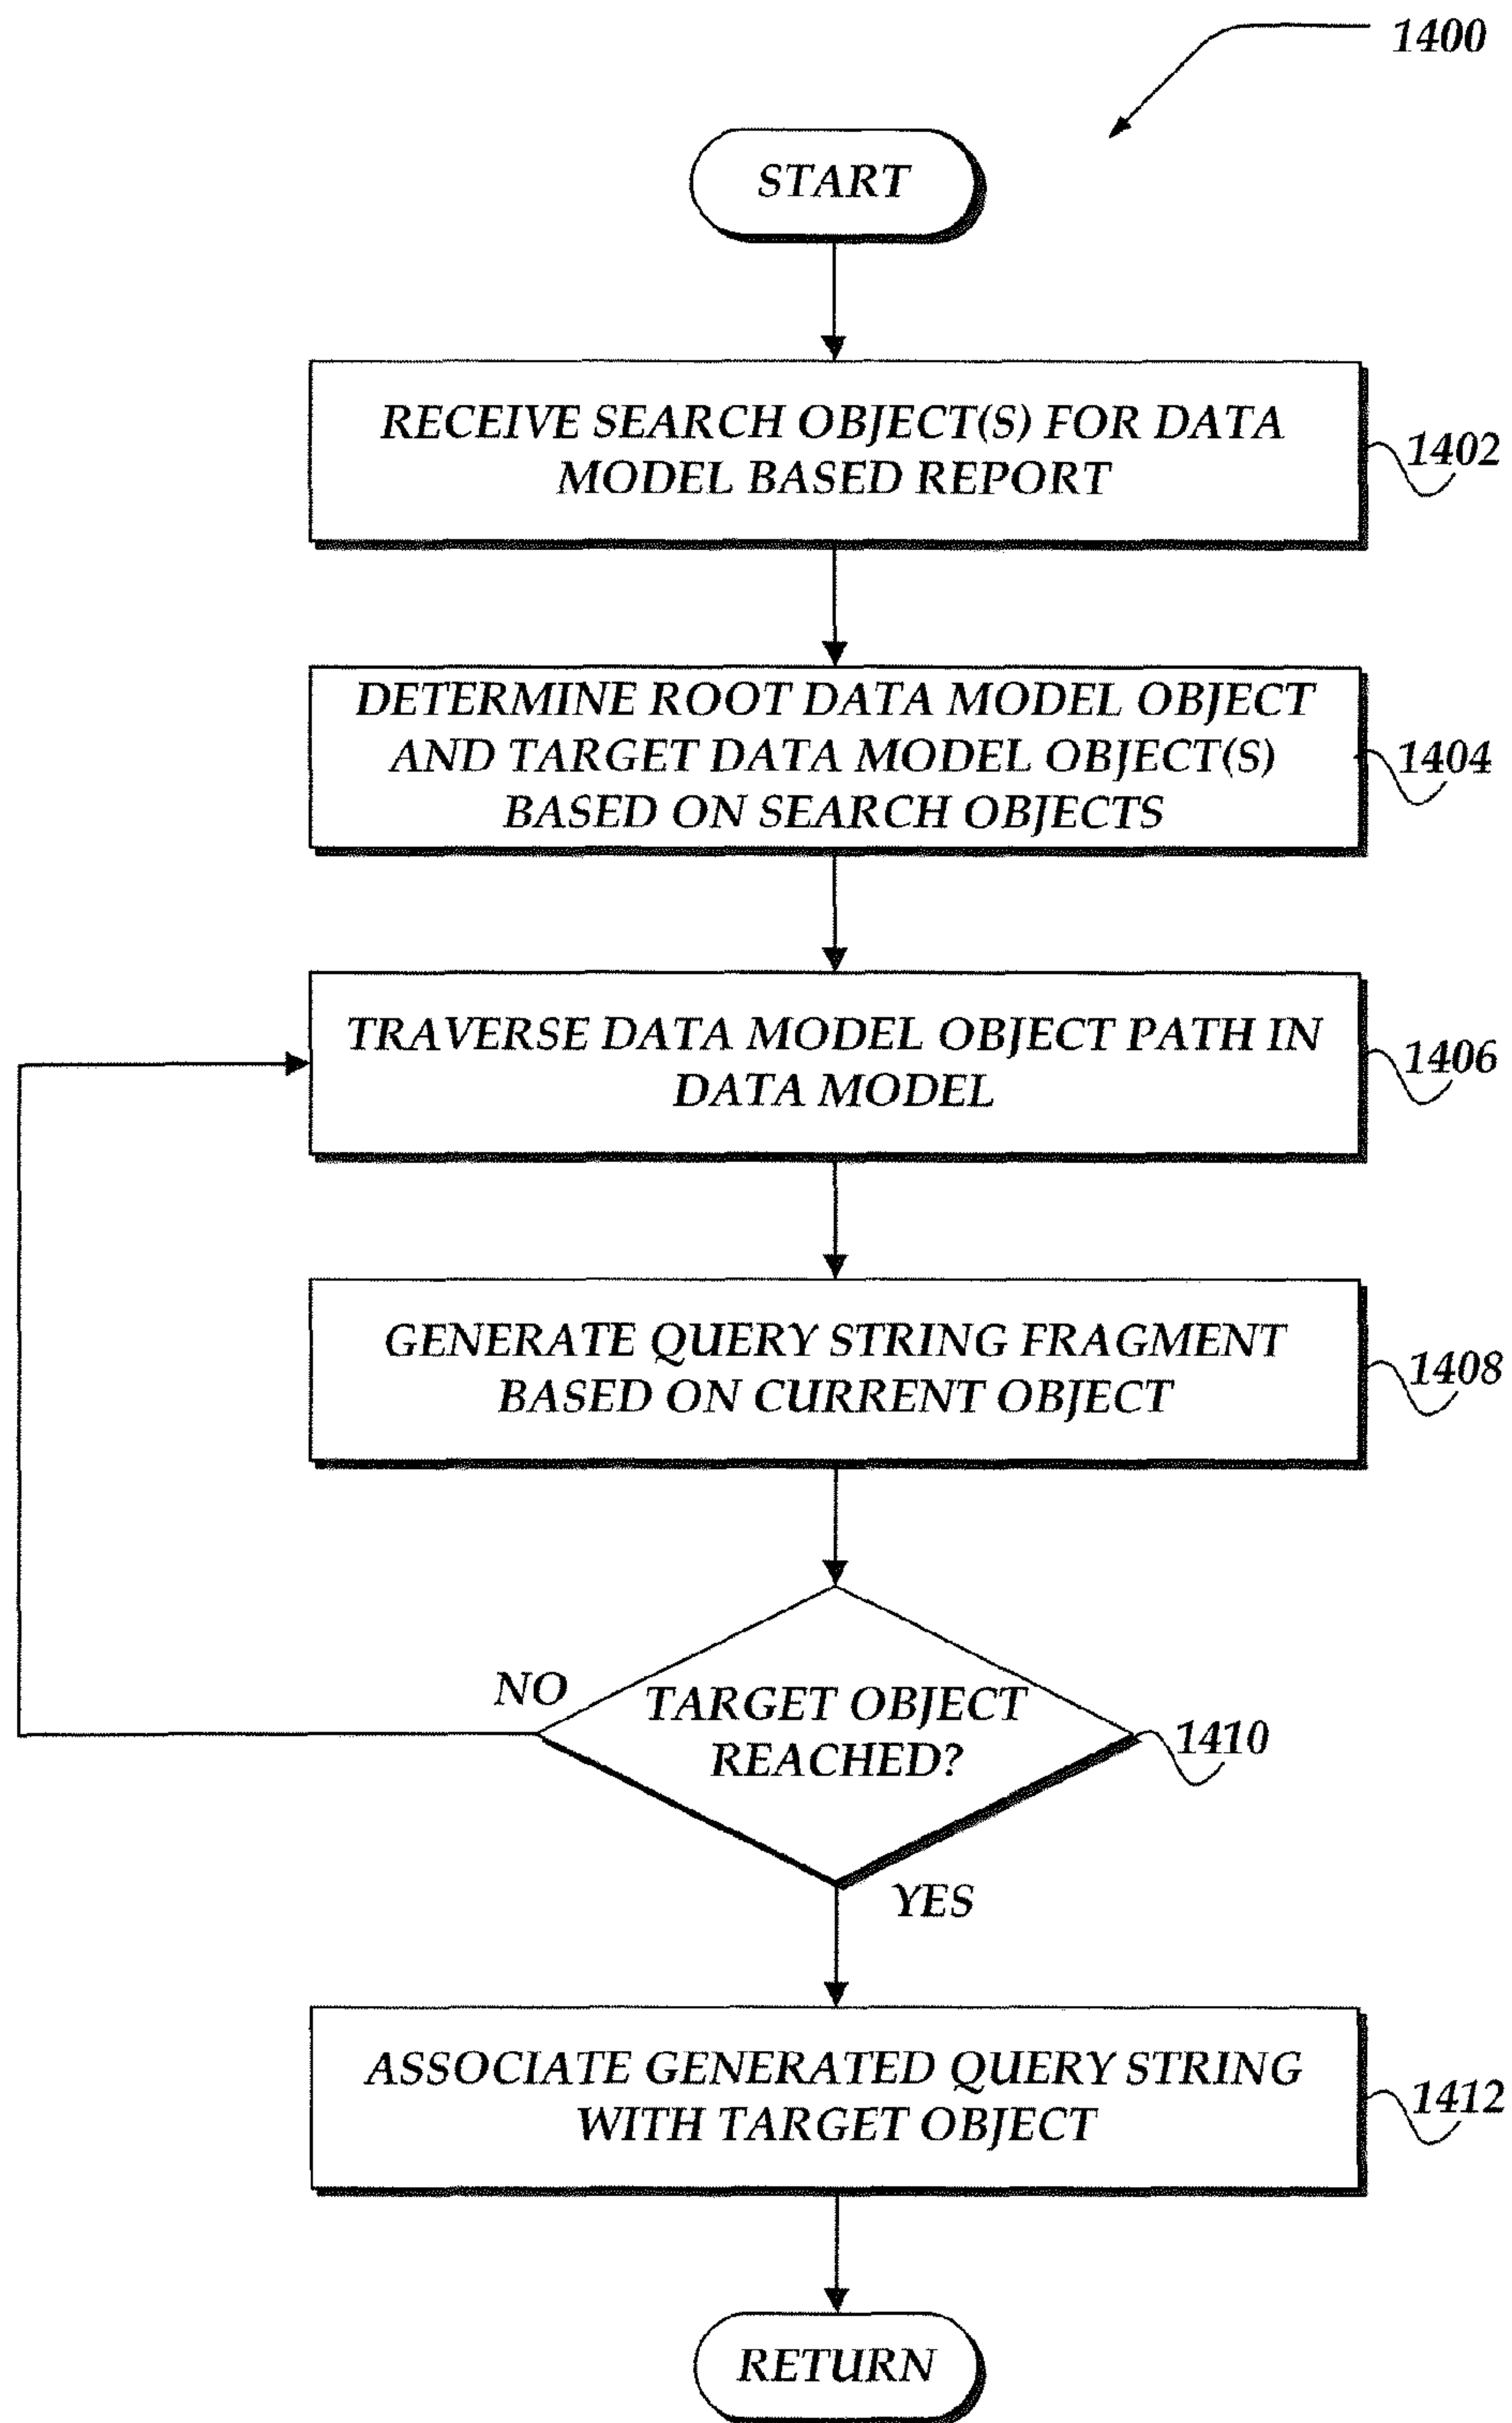 1400
START
RECEIVE SEARCH OBJECT(S) FOR DATA
MODEL BASED REPORT
1402
DETERMINE ROOT DATA MODEL OBJECT
AND TARGET DATA MODEL OBJECT(S)
BASED ON SEARCH OBJECTS
1404
TRAVERSE DATA MODEL OBJECT PATH IN
DATA MODEL
1406
GENERATE QUERY STRING FRAGMENT
BASED ON CURRENT OBJECT
1408
NO
TARGET OBJECT
REACHED?
1410
YES
ASSOCIATE GENERATED QUERY STRING
WITH TARGET OBJECT
1412
RETURN